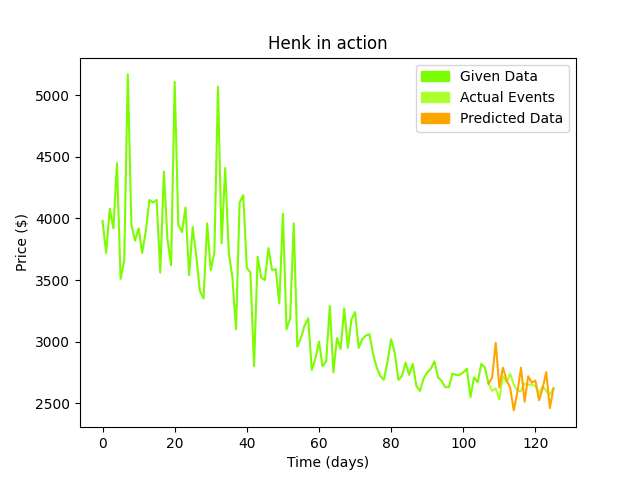 Henk in action
Given Data
Actual Events
Predicted Data
Price ($)
5000
4500
4000
3500
3000
2500
0 20 40 60 80 100 120
Time (days)